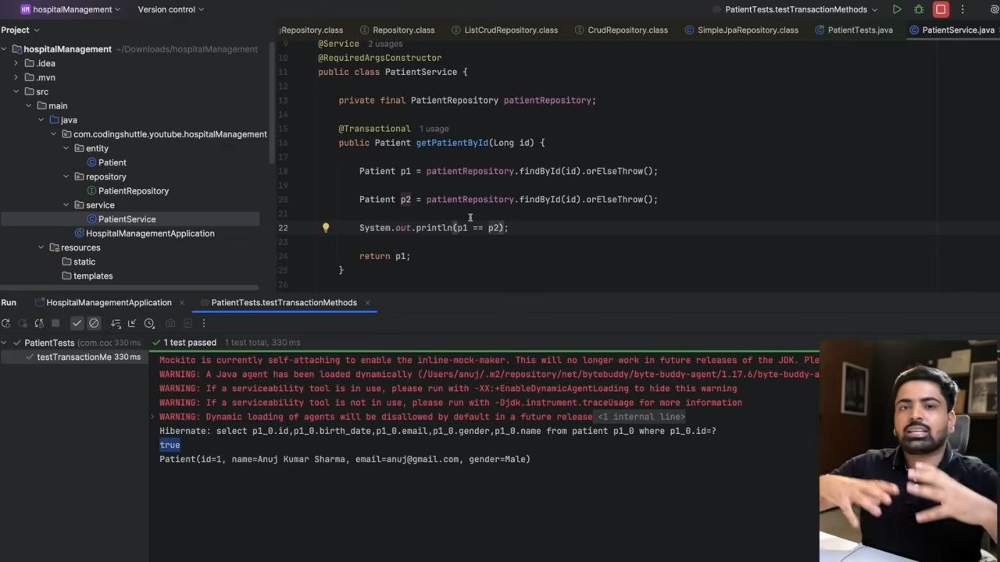 HM hospitalManagement
Version control
PatientTests.testTransactionMethods
Project
Repository.class
Repository.class
ListCrudRepository.class
CrudRepository.class
SimpleJpaRepository.class
PatientTests.java
PatientService.java
hospitalManagement ~/Downloads/hospitalManagement
.idea
.mvn
src
main
java
com.codingshuttle.youtube.hospitalManagement
entity
Patient
repository
PatientRepository
service
PatientService
HospitalManagementApplication
resources
static
templates
9 @Service 2 usages
10 @RequiredArgsConstructor
11 public class PatientService {
12
13 private final PatientRepository patientRepository;
14
15 @Transactional 1 usage
16 public Patient getPatientById(Long id) {
17
18 Patient p1 = patientRepository.findById(id).orElseThrow();
19
20 Patient p2 = patientRepository.findById(id).orElseThrow();
21
22 System.out.println(p1 == p2);
23
24 return p1;
25 }
26
Run
HospitalManagementApplication
PatientTests.testTransactionMethods
PatientTests (com.coc 330 ms
testTransactionMe 330 ms
1 test passed 1 test total, 330 ms
Mockito is currently self-attaching to enable the inline-mock-maker. This will no longer work in future releases of the JDK. Ple
WARNING: A Java agent has been loaded dynamically (/Users/anuj/.m2/repository/net/bytebuddy/byte-buddy-agent/1.17.6/byte-buddy-a
WARNING: If a serviceability tool is in use, please run with -XX:+EnableDynamicAgentLoading to hide this warning
WARNING: If a serviceability tool is not in use, please run with -Djdk.instrument.traceUsage for more information
WARNING: Dynamic loading of agents will be disallowed by default in a future release <1 internal line>
Hibernate: select p1_0.id,p1_0.birth_date,p1_0.email,p1_0.gender,p1_0.name from patient p1_0 where p1_0.id=?
true
Patient(id=1, name=Anuj Kumar Sharma, email=anuj@gmail.com, gender=Male)